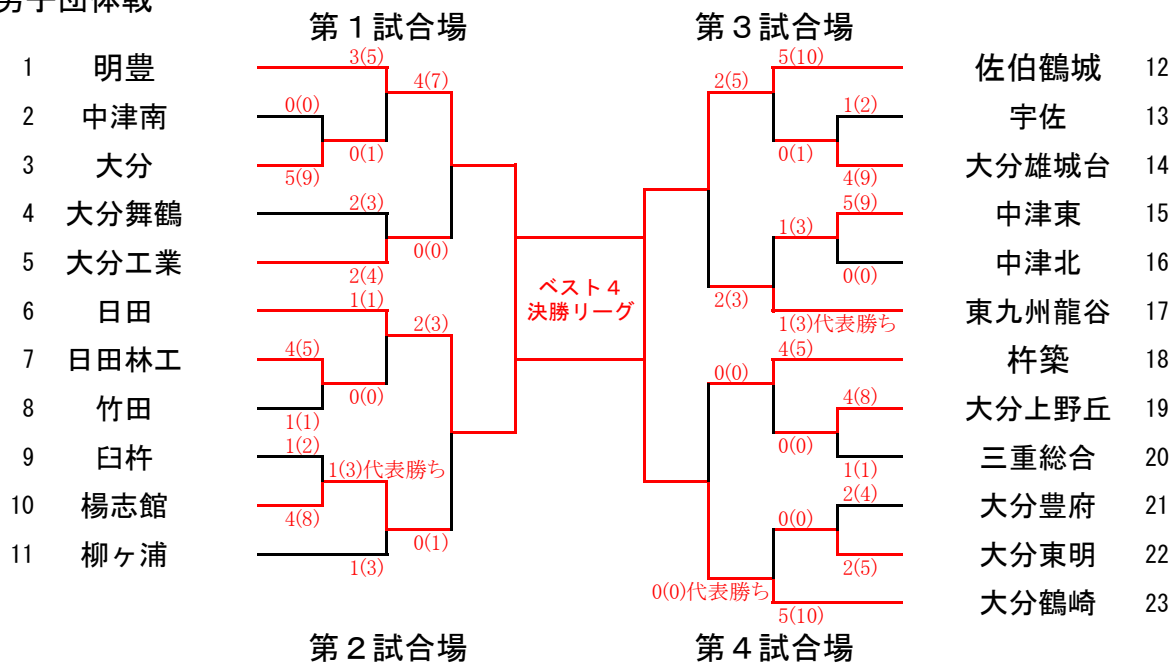 男子団体戦
第１試合場
1 明豊
3(5)
4(7)
2 中津南
0(0)
0(1)
3 大分
5(9)
4 大分舞鶴
2(3)
0(0)
5 大分工業
2(4)
6 日田
1(1)
2(3)
7 日田林工
4(5)
0(0)
8 竹田
1(1)
9 臼杵
1(2)
1(3)代表勝ち
10 楊志館
4(8)
0(1)
11 柳ヶ浦
1(3)
第２試合場
ベスト４
決勝リーグ
第３試合場
5(10)
佐伯鶴城 12
2(5)
1(2)
宇佐 13
0(1)
大分雄城台 14
4(9)
5(9)
中津東 15
1(3)
中津北 16
0(0)
2(3)
東九州龍谷 17
1(3)代表勝ち
4(5)
杵築 18
0(0)
4(8)
大分上野丘 19
0(0)
三重総合 20
1(1)
2(4)
大分豊府 21
0(0)
大分東明 22
2(5)
0(0)代表勝ち
大分鶴崎 23
5(10)
第４試合場